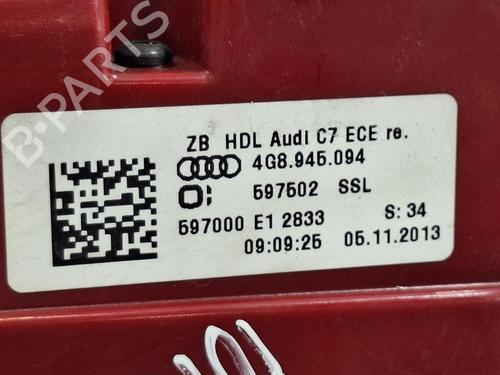 ZB HDL Audi C7 ECE re.
4G8.945.094
597502 SSL
597000 E1 2833 S: 34
09:09:25 05.11.2013